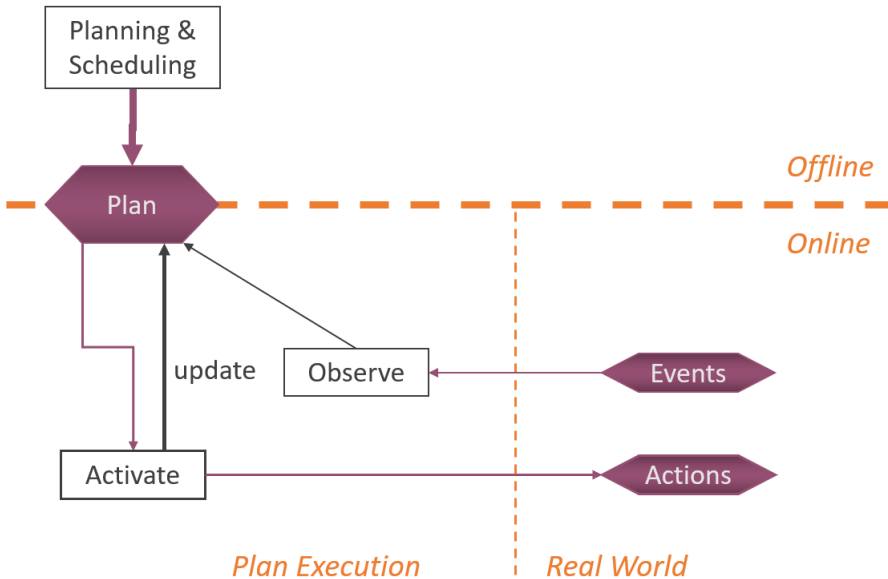 Planning &
Scheduling
Offline
Plan
Online
update
Observe
Events
Activate
Actions
Plan Execution
Real World